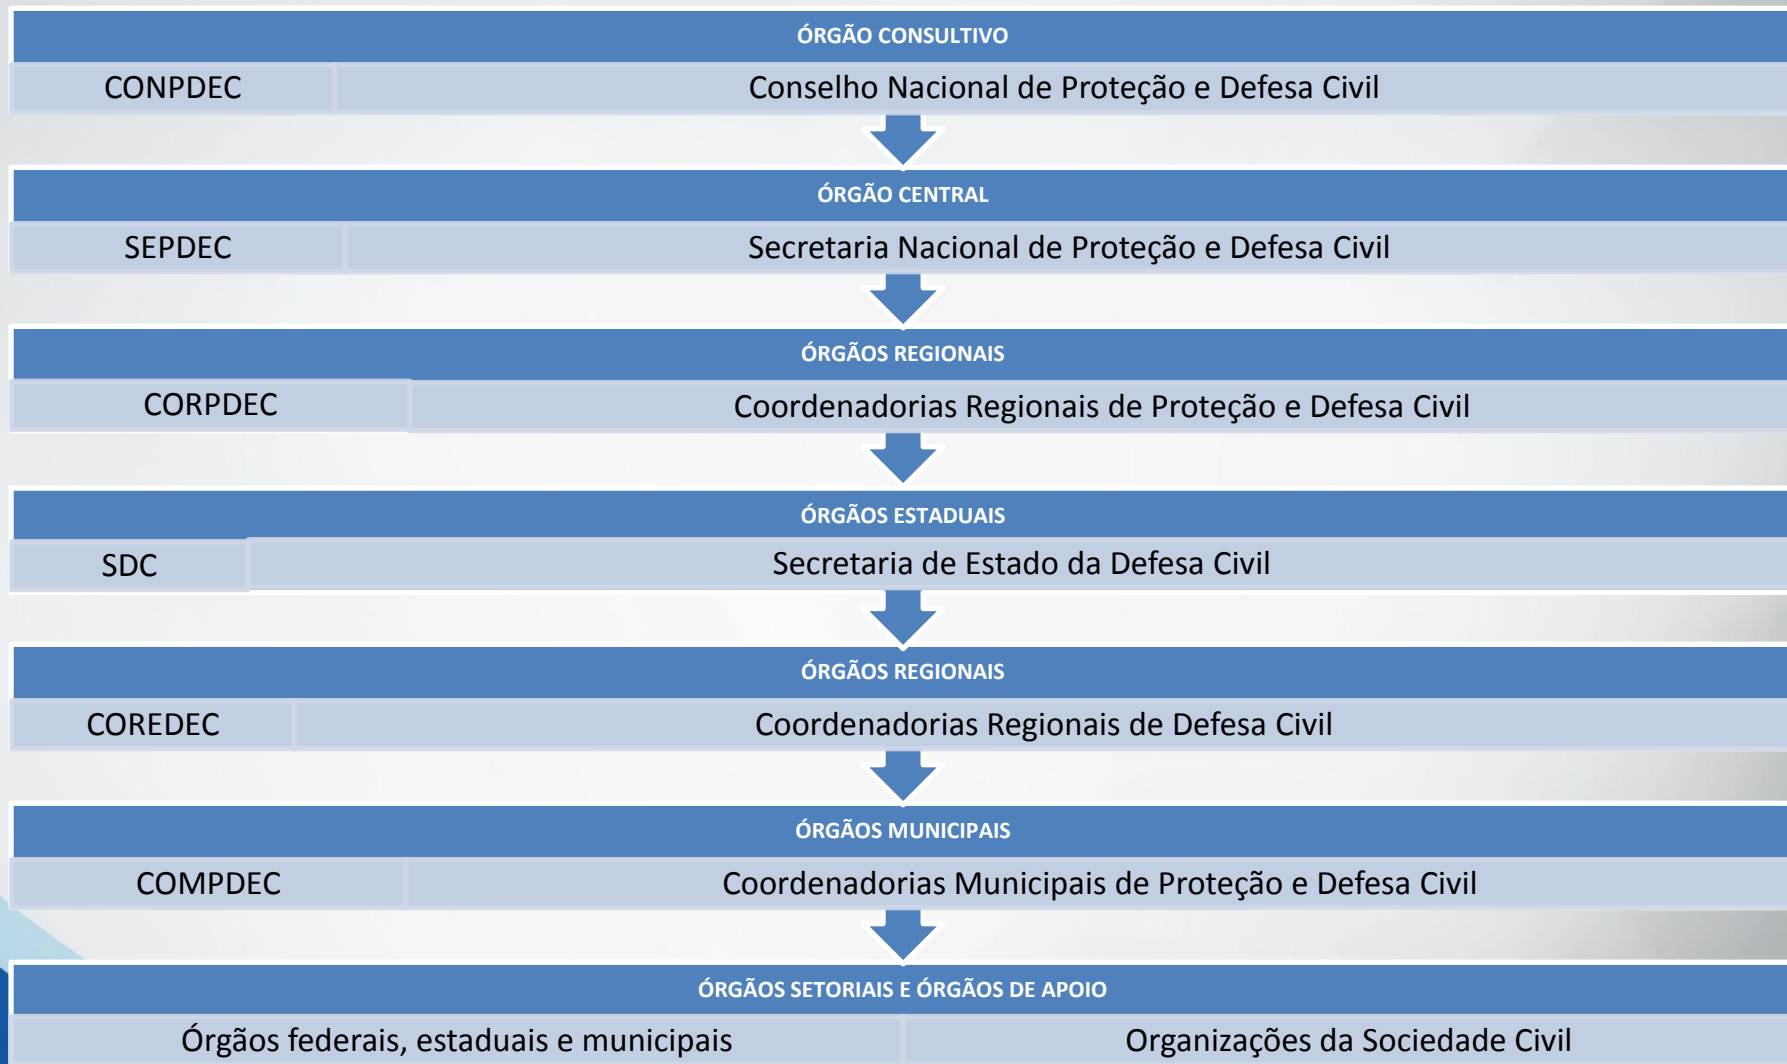 ÓRGÃO CONSULTIVO
CONPDEC Conselho Nacional de Proteção e Defesa Civil
ÓRGÃO CENTRAL
SEPDEC Secretaria Nacional de Proteção e Defesa Civil
ÓRGÃOS REGIONAIS
CORPDEC Coordenadorias Regionais de Proteção e Defesa Civil
ÓRGÃOS ESTADUAIS
SDC Secretaria de Estado da Defesa Civil
ÓRGÃOS REGIONAIS
COREDEC Coordenadorias Regionais de Defesa Civil
ÓRGÃOS MUNICIPAIS
COMPDEC Coordenadorias Municipais de Proteção e Defesa Civil
ÓRGÃOS SETORIAIS E ÓRGÃOS DE APOIO
Órgãos federais, estaduais e municipais Organizações da Sociedade Civil